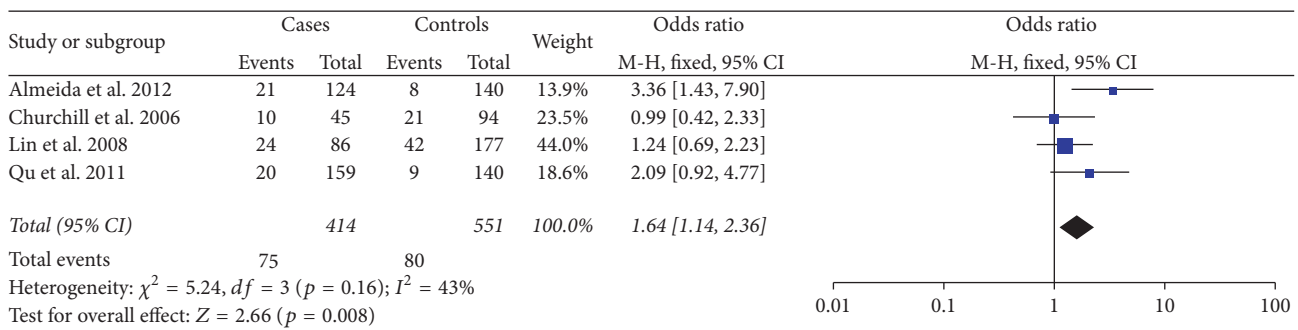 Cases Controls Odds ratio Odds ratio
Study or subgroup Weight
Events Total Events Total M-H, fixed, 95% CI M-H, fixed, 95% CI
Almeida et al. 2012 21 124 8 140 13.9% 3.36 [1.43, 7.90]
Churchill et al. 2006 10 45 21 94 23.5% 0.99 [0.42, 2.33]
Lin et al. 2008 24 86 42 177 44.0% 1.24 [0.69, 2.23]
Qu et al. 2011 20 159 9 140 18.6% 2.09 [0.92, 4.77]
Total (95% CI) 414 551 100.0% 1.64 [1.14, 2.36]
Total events 75 80
Heterogeneity: χ² = 5.24, df = 3 (p = 0.16); I² = 43%
Test for overall effect: Z = 2.66 (p = 0.008)
0.01 0.1 1 10 100